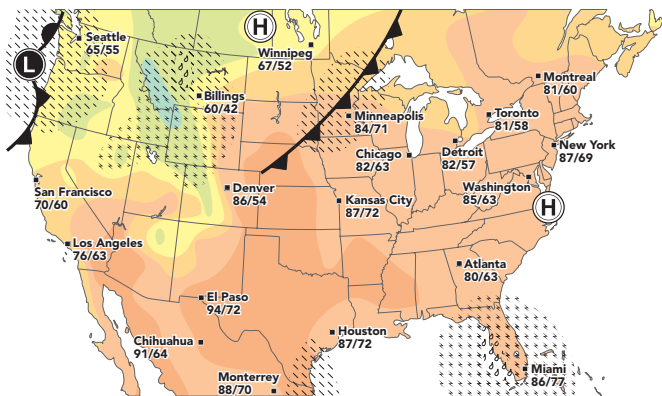 H
Seattle
65/55
Winnipeg
67/52
L
Billings
60/42
Montreal
81/60
Minneapolis
84/71
Toronto
81/58
Chicago
82/63
Detroit
82/57
New York
87/69
San Francisco
70/60
Denver
86/54
Kansas City
87/72
Washington
85/63
H
Los Angeles
76/63
Atlanta
80/63
El Paso
94/72
Chihuahua
91/64
Houston
87/72
Monterrey
88/70
Miami
86/77